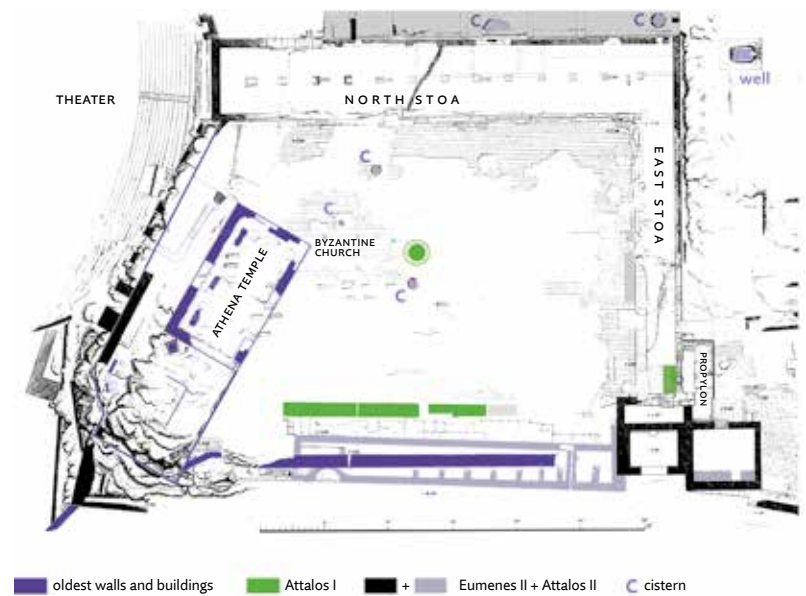 C
C
well
THEATER
NORTH STOA
EAST STOA
C
C
BYZANTINE
CHURCH
ATHENA TEMPLE
C
PROPYLON
oldest walls and buildings
Attalos I
+
Eumenes II + Attalos II
C cistern